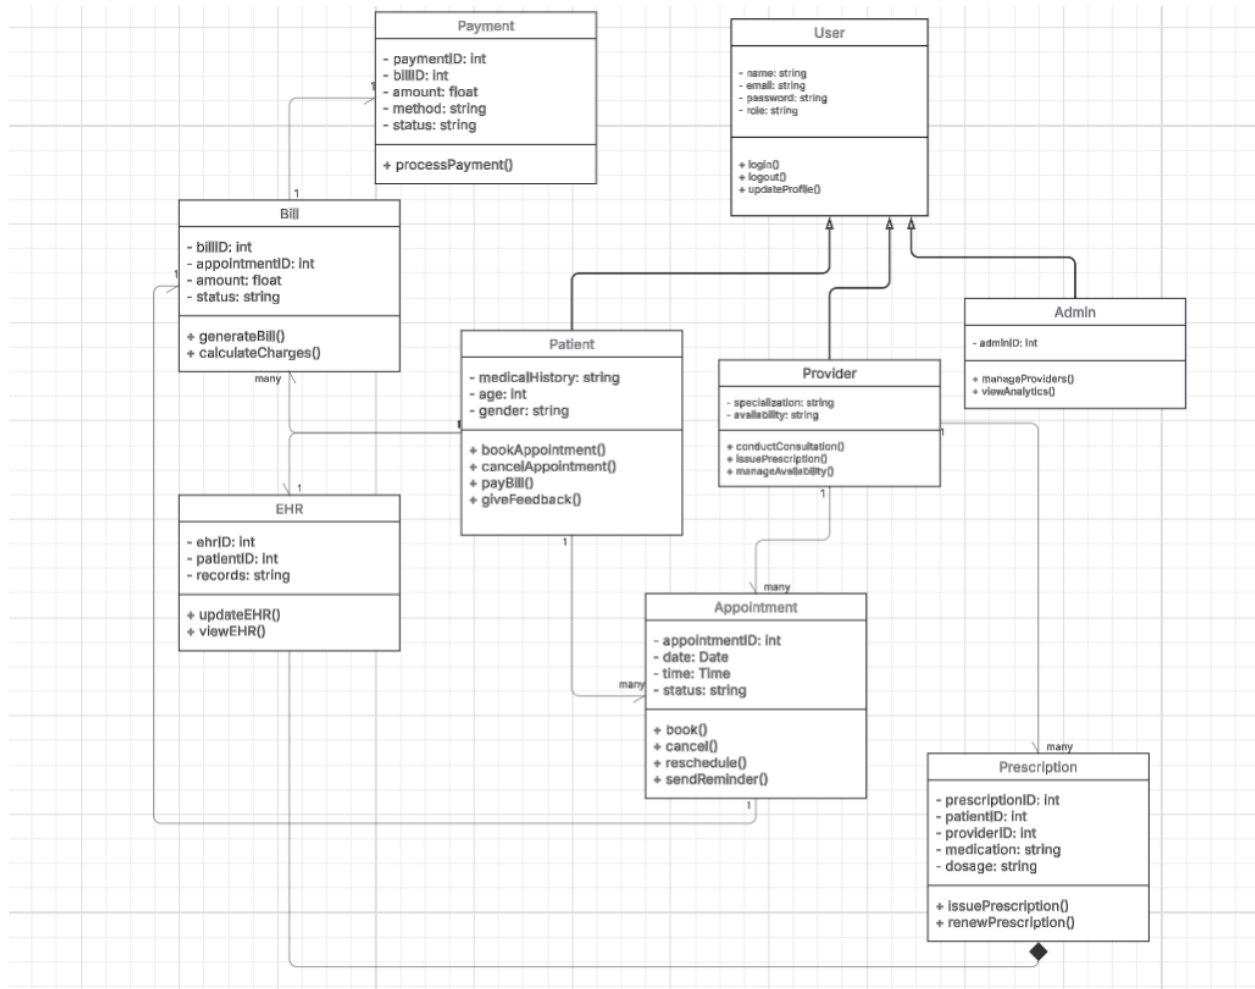 Payment
- paymentID: int
- billID: int
- amount: float
- method: string
- status: string
+ processPayment()
1
1
User
- name: string
- email: string
- password: string
- role: string
+ login()
+ logout()
+ updateProfile()
Bill
- billID: int
- appointmentID: int
- amount: float
- status: string
+ generateBill()
+ calculateCharges()
1
many
Patient
- medicalHistory: string
- age: int
- gender: string
+ bookAppointment()
+ cancelAppointment()
+ payBill()
+ giveFeedback()
1
1
Provider
- specialization: string
- availability: string
+ conductConsultation()
+ issuePrescription()
+ manageAvailability()
1
1
Admin
- adminID: int
+ manageProviders()
+ viewAnalytics()
1
EHR
- ehrID: int
- patientID: int
- records: string
+ updateEHR()
+ viewEHR()
many
many
Appointment
- appointmentID: int
- date: Date
- time: Time
- status: string
+ book()
+ cancel()
+ reschedule()
+ sendReminder()
1
many
Prescription
- prescriptionID: int
- patientID: int
- providerID: int
- medication: string
- dosage: string
+ issuePrescription()
+ renewPrescription()